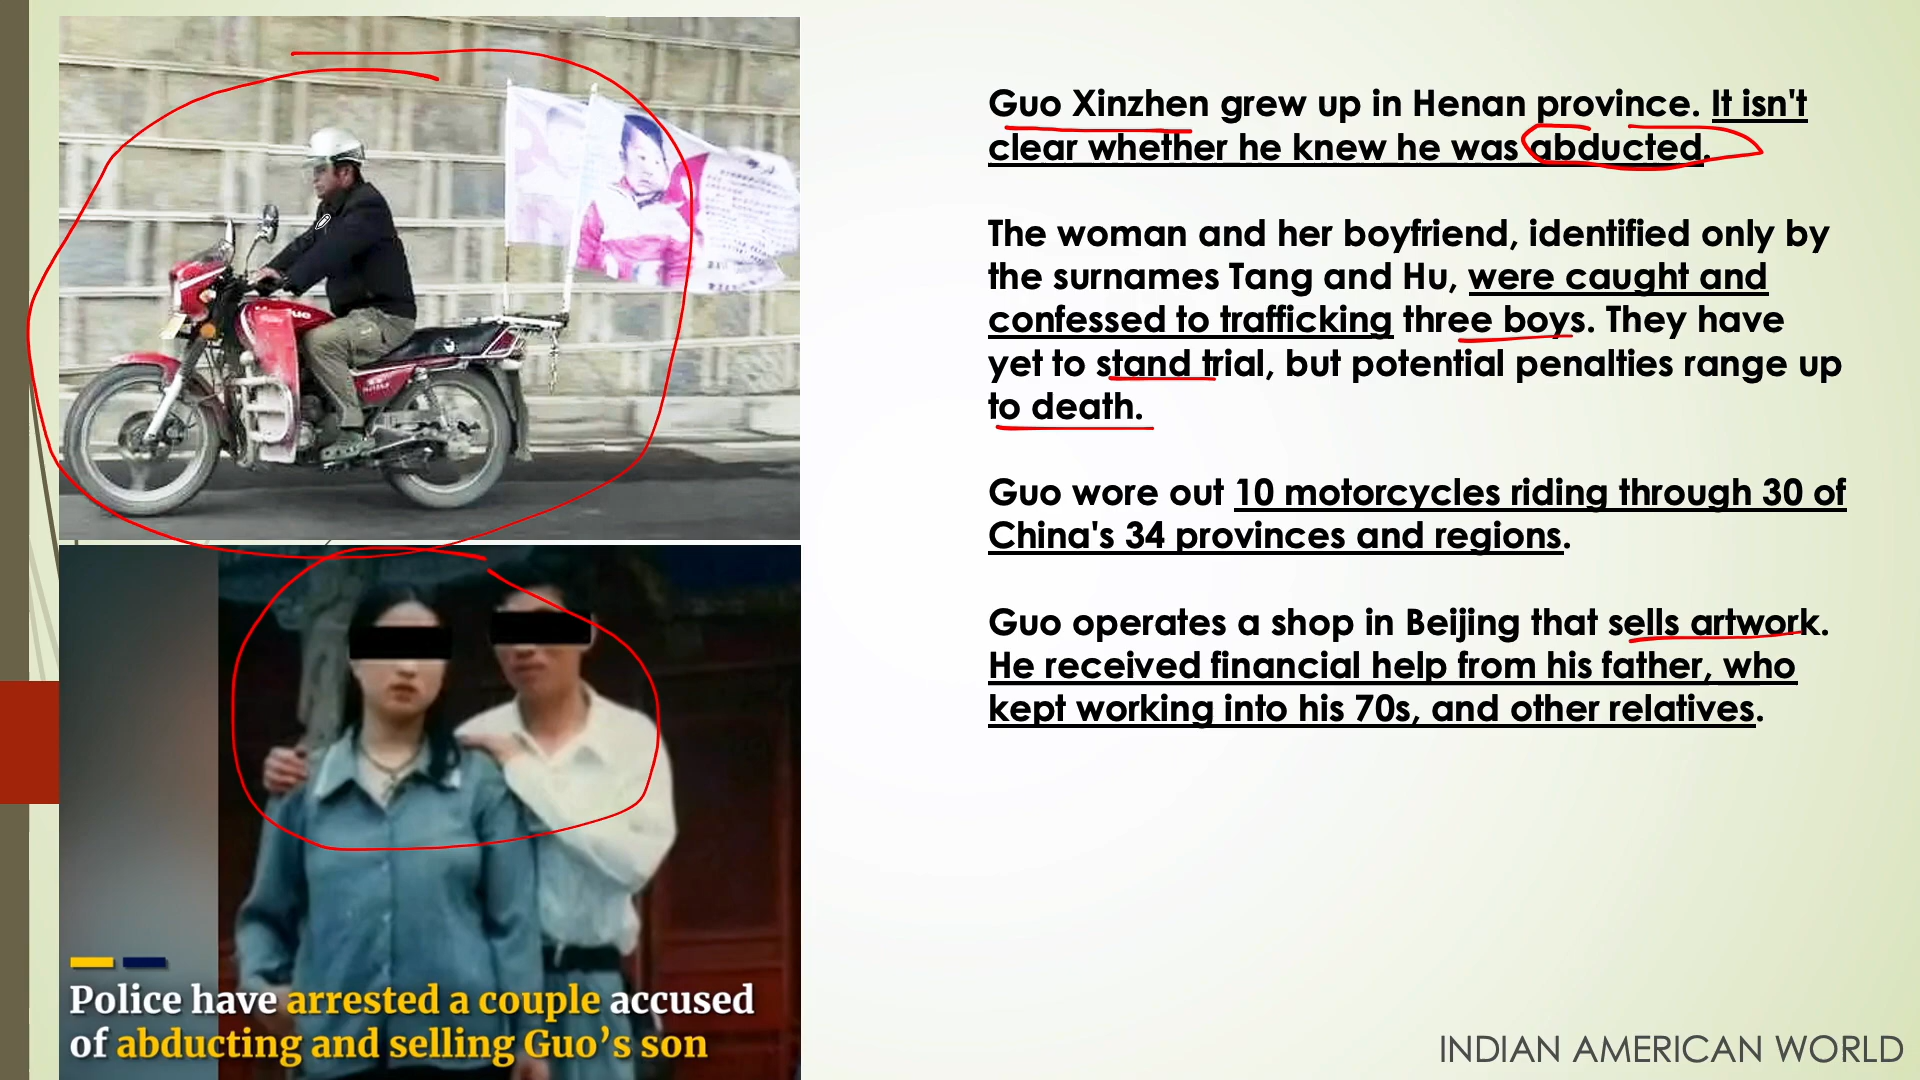 Guo Xinzhen grew up in Henan province. It isn't
clear whether he knew he was abducted.
The woman and her boyfriend, identified only by
the surnames Tang and Hu, were caught and
confessed to trafficking three boys. They have
yet to stand trial, but potential penalties range up
to death.
Guo wore out 10 motorcycles riding through 30 of
China's 34 provinces and regions.
Guo operates a shop in Beijing that sells artwork.
He received financial help from his father, who
kept working into his 70s, and other relatives.
Police have arrested a couple accused
of abducting and selling Guo’s son
INDIAN AMERICAN WORLD